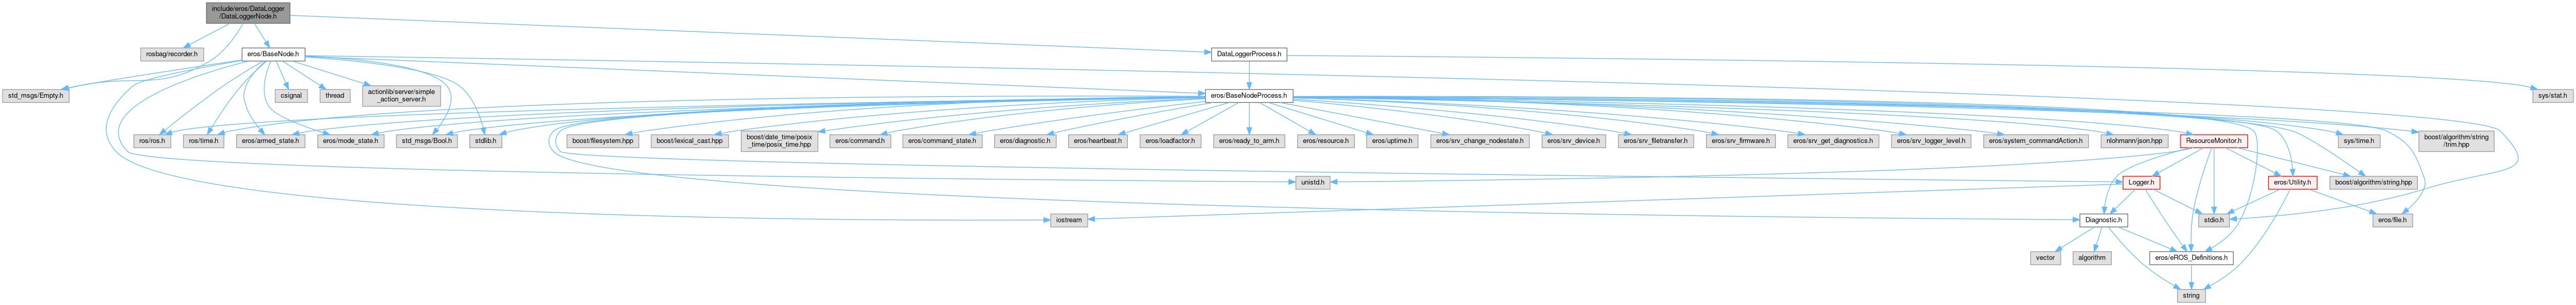 include/eros/DataLogger
/DataLoggerNode.h
rosbag/recorder.h
eros/BaseNode.h
DataLoggerProcess.h
std_msgs/Empty.h
csignal
thread
actionlib/server/simple
_action_server.h
eros/BaseNodeProcess.h
sys/stat.h
ros/ros.h
ros/time.h
eros/armed_state.h
eros/mode_state.h
std_msgs/Bool.h
stdlib.h
boost/filesystem.hpp
boost/lexical_cast.hpp
boost/date_time/posix
_time/posix_time.hpp
eros/command.h
eros/command_state.h
eros/diagnostic.h
eros/heartbeat.h
eros/loadfactor.h
eros/ready_to_arm.h
eros/resource.h
eros/uptime.h
eros/srv_change_nodestate.h
eros/srv_device.h
eros/srv_filetransfer.h
eros/srv_firmware.h
eros/srv_get_diagnostics.h
eros/srv_logger_level.h
eros/system_commandAction.h
nlohmann/json.hpp
ResourceMonitor.h
sys/time.h
boost/algorithm/string
/trim.hpp
unistd.h
Logger.h
eros/Utility.h
boost/algorithm/string.hpp
iostream
Diagnostic.h
stdio.h
eros/file.h
vector
algorithm
eros/eROS_Definitions.h
string